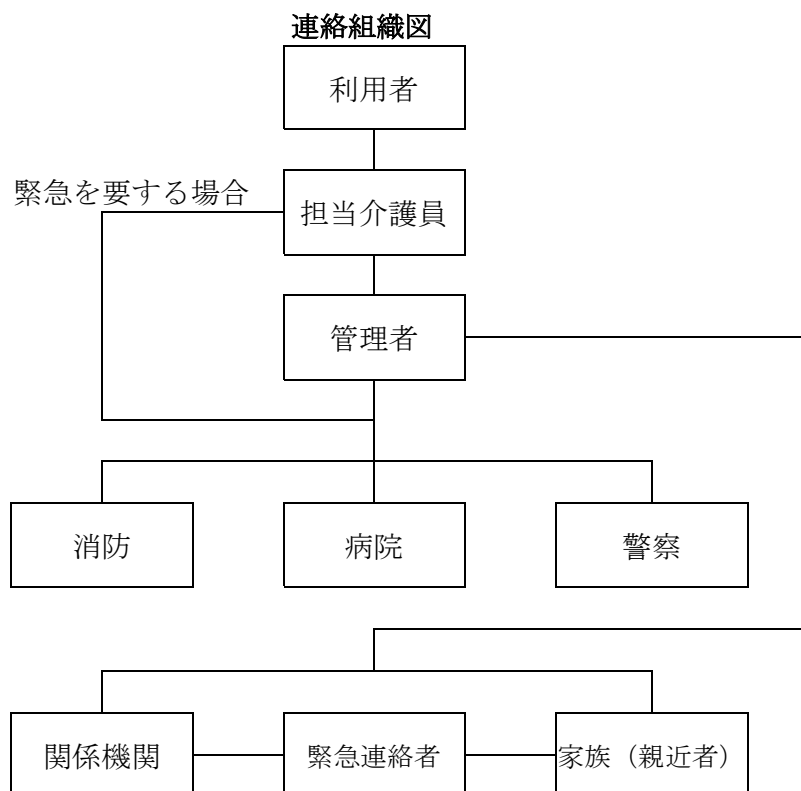 連絡組織図
利用者
緊急を要する場合
担当介護員
管理者
消防
病院
警察
関係機関
緊急連絡者
家族（親近者）